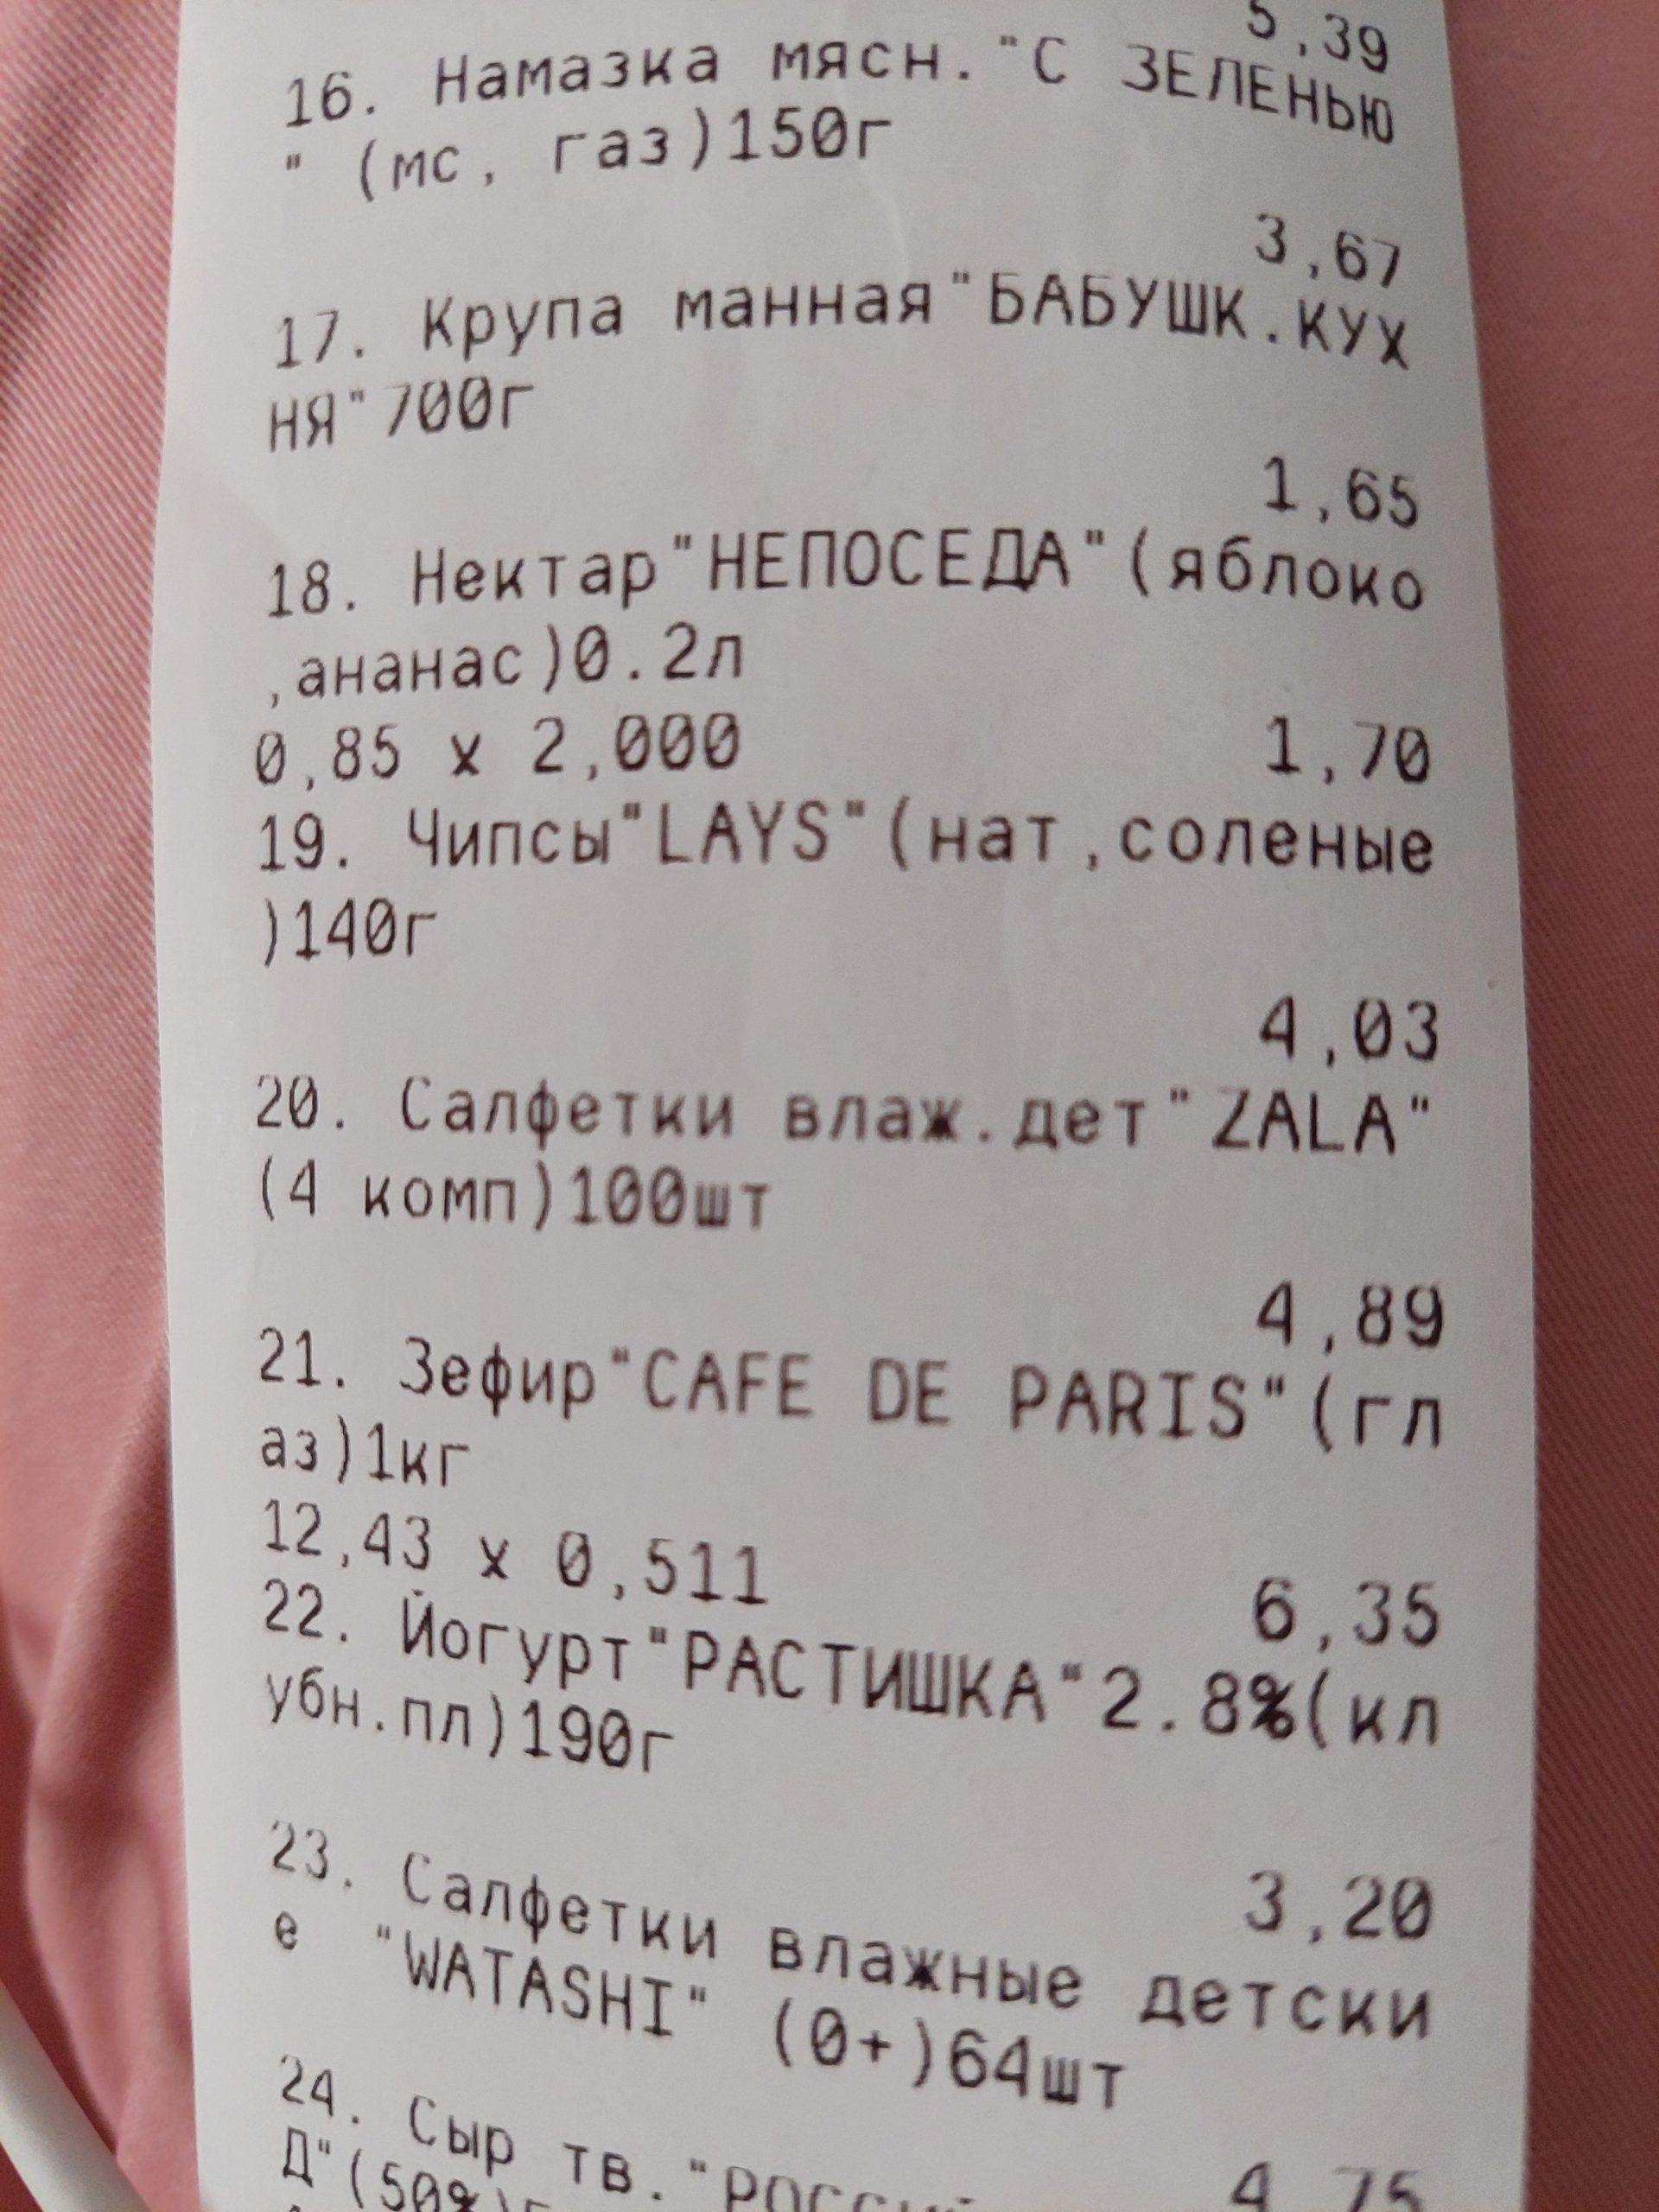 5,39
16. Намазка мясн."С ЗЕЛЕНЬЮ
" (мс, газ)150г
3,67
17. Крупа манная"БАБУШК.КУХ
НЯ"700г
1,65
18. Нектар"НЕПОСЕДА"(яблоко
,ананас)0.2л
0,85 x 2,000 1,70
19. Чипсы"LAYS"(нат,соленые
)140г
4,03
20. Салфетки влаж.дет"ZALA"
(4 комп)100шт
4,89
21. Зефир"CAFE DE PARIS"(гл
аз)1кг
12,43 x 0,511 6,35
22. Йогурт"РАСТИШКА"2.8%(кл
убн.пл)190г
3,20
23. Салфетки влажные детски
е "WATASHI" (0+)64шт
4,75
24. Сыр тв.
Д"(50%)